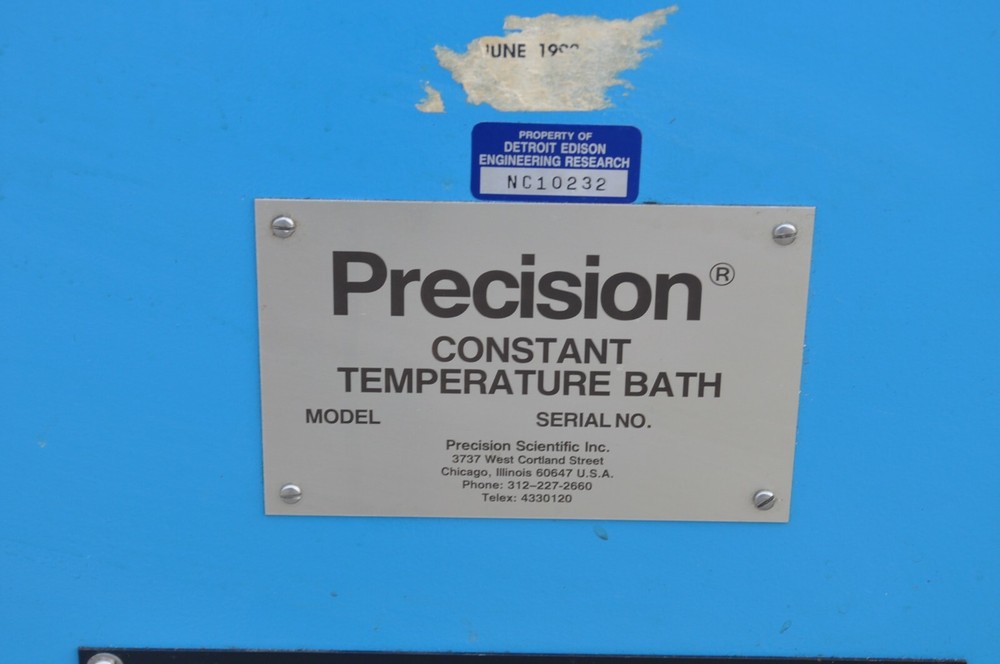 JUNE
PROPERTY OF
DETROIT EDISON
ENGINEERING RESEARCH
NC10232
Precision®
CONSTANT
TEMPERATURE BATH
MODEL SERIAL NO.
Precision Scientific Inc.
3737 West Cortland Street
Chicago, Illinois 60647 U.S.A.
Phone: 312-227-2660
Telex: 4330120